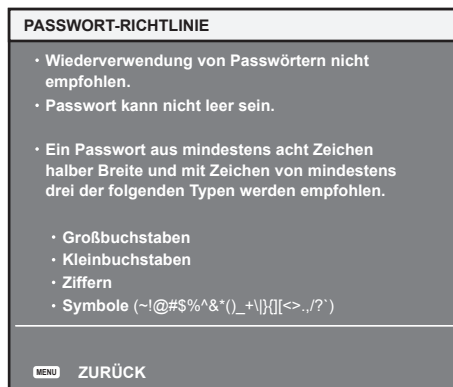 PASSWORT-RICHTLINIE
• Wiederverwendung von Passwörtern nicht
empfohlen.
• Passwort kann nicht leer sein.
• Ein Passwort aus mindestens acht Zeichen
halber Breite und mit Zeichen von mindestens
drei der folgenden Typen werden empfohlen.
• Großbuchstaben
• Kleinbuchstaben
• Ziffern
• Symbole (~!@#$%^&*()_+\|}{][<>.,/?`)
MENU ZURÜCK